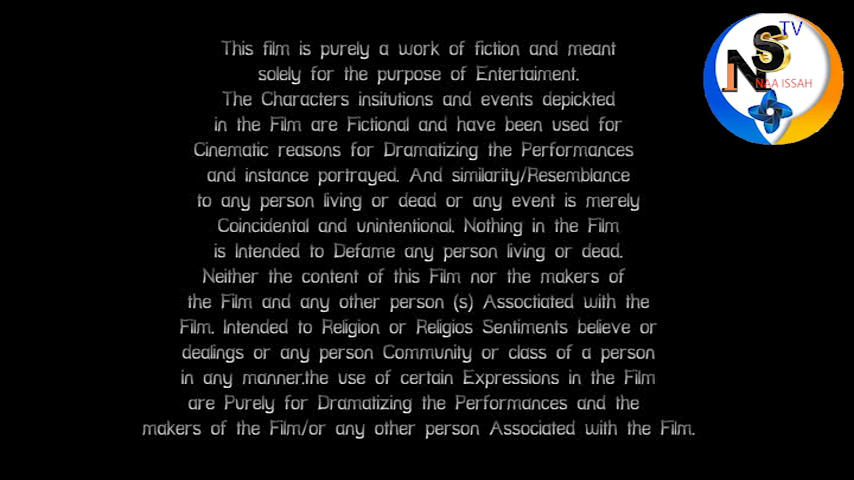 This film is purely a work of fiction and meant
solely for the purpose of Entertaiment.
The Characters insitutions and events depickted
in the Film are Fictional and have been used for
Cinematic reasons for Dramatizing the Performances
and instance portrayed. And similarity/Resemblance
to any person living or dead or any event is merely
Coincidental and unintentional. Nothing in the Film
is Intended to Defame any person living or dead.
Neither the content of this Film nor the makers of
the Film and any other person (s) Assoctiated with the
Film. Intended to Religion or Religios Sentiments believe or
dealings or any person Community or class of a person
in any manner.the use of certain Expressions in the Film
are Purely for Dramatizing the Performances and the
makers of the Film/or any other person Associated with the Film.
NS TV
NAA ISSAH